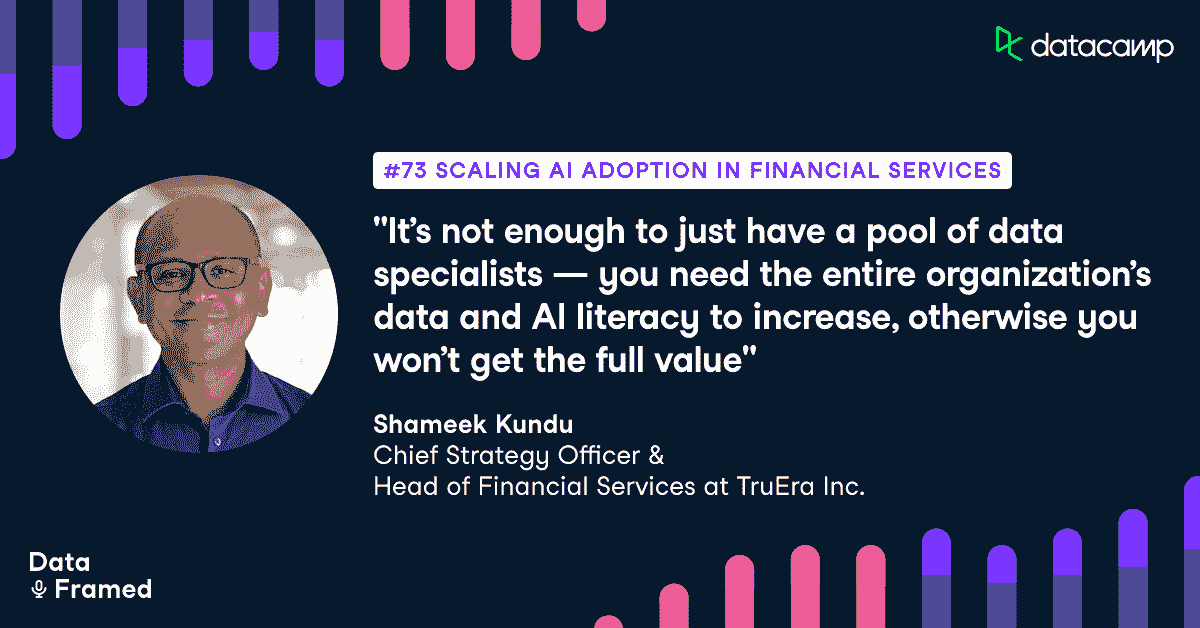 datacamp
#73 SCALING AI ADOPTION IN FINANCIAL SERVICES
"It’s not enough to just have a pool of data
specialists — you need the entire organization’s
data and AI literacy to increase, otherwise you
won’t get the full value"
Shameek Kundu
Chief Strategy Officer &
Head of Financial Services at TruEra Inc.
Data
Framed